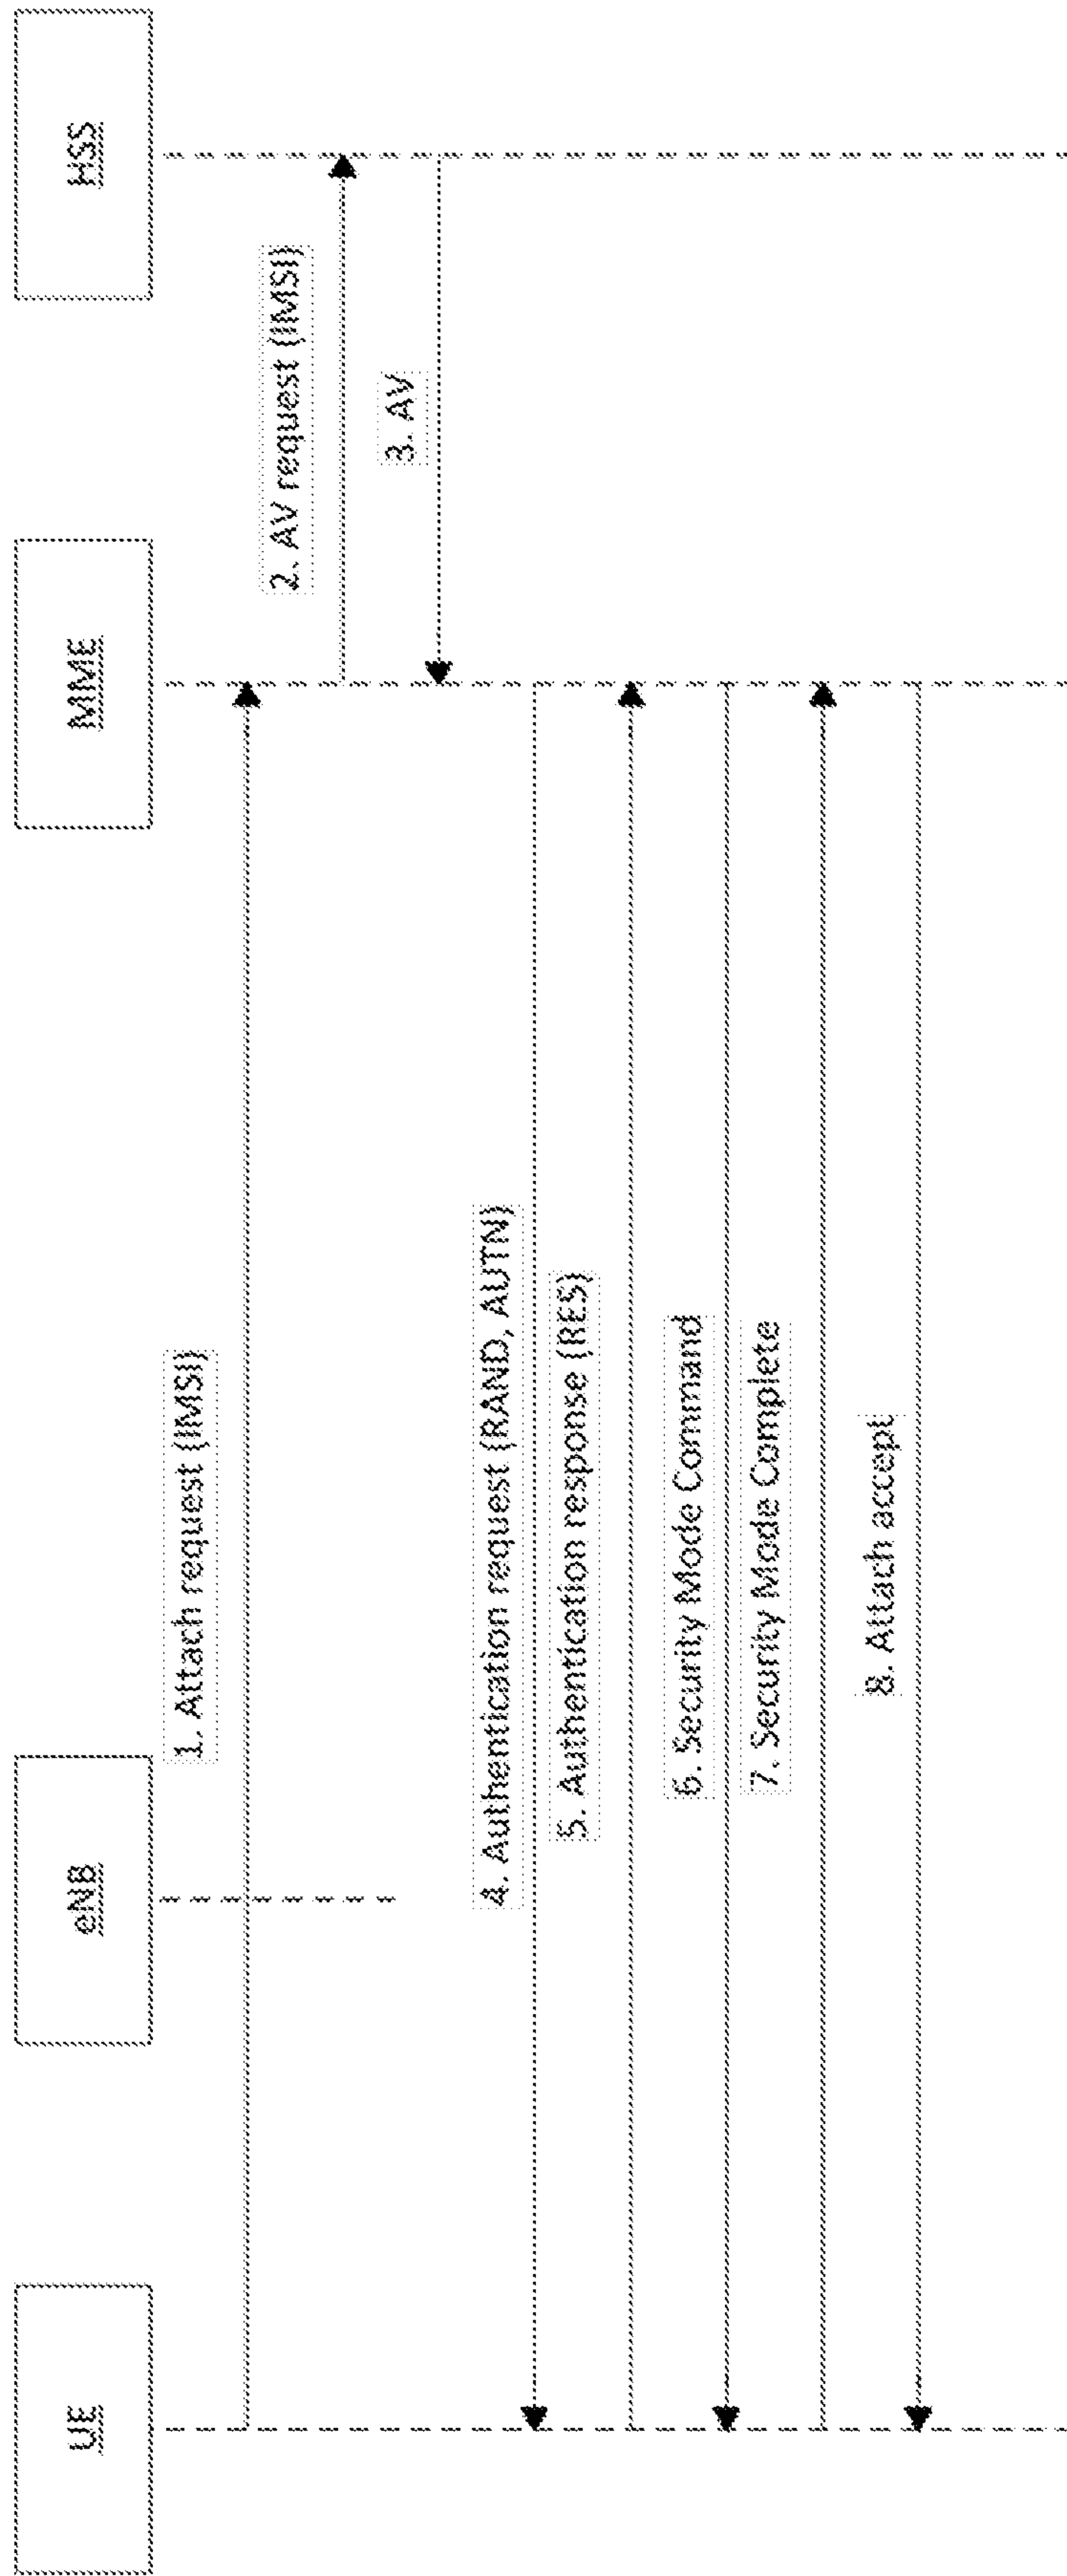 UE
eNB
MME
HSS
1. Attach request (IMSI)
2. AV request (IMSI)
3. AV
4. Authentication request (RAND, AUTN)
5. Authentication response (RES)
6. Security Mode Command
7. Security Mode Complete
8. Attach accept